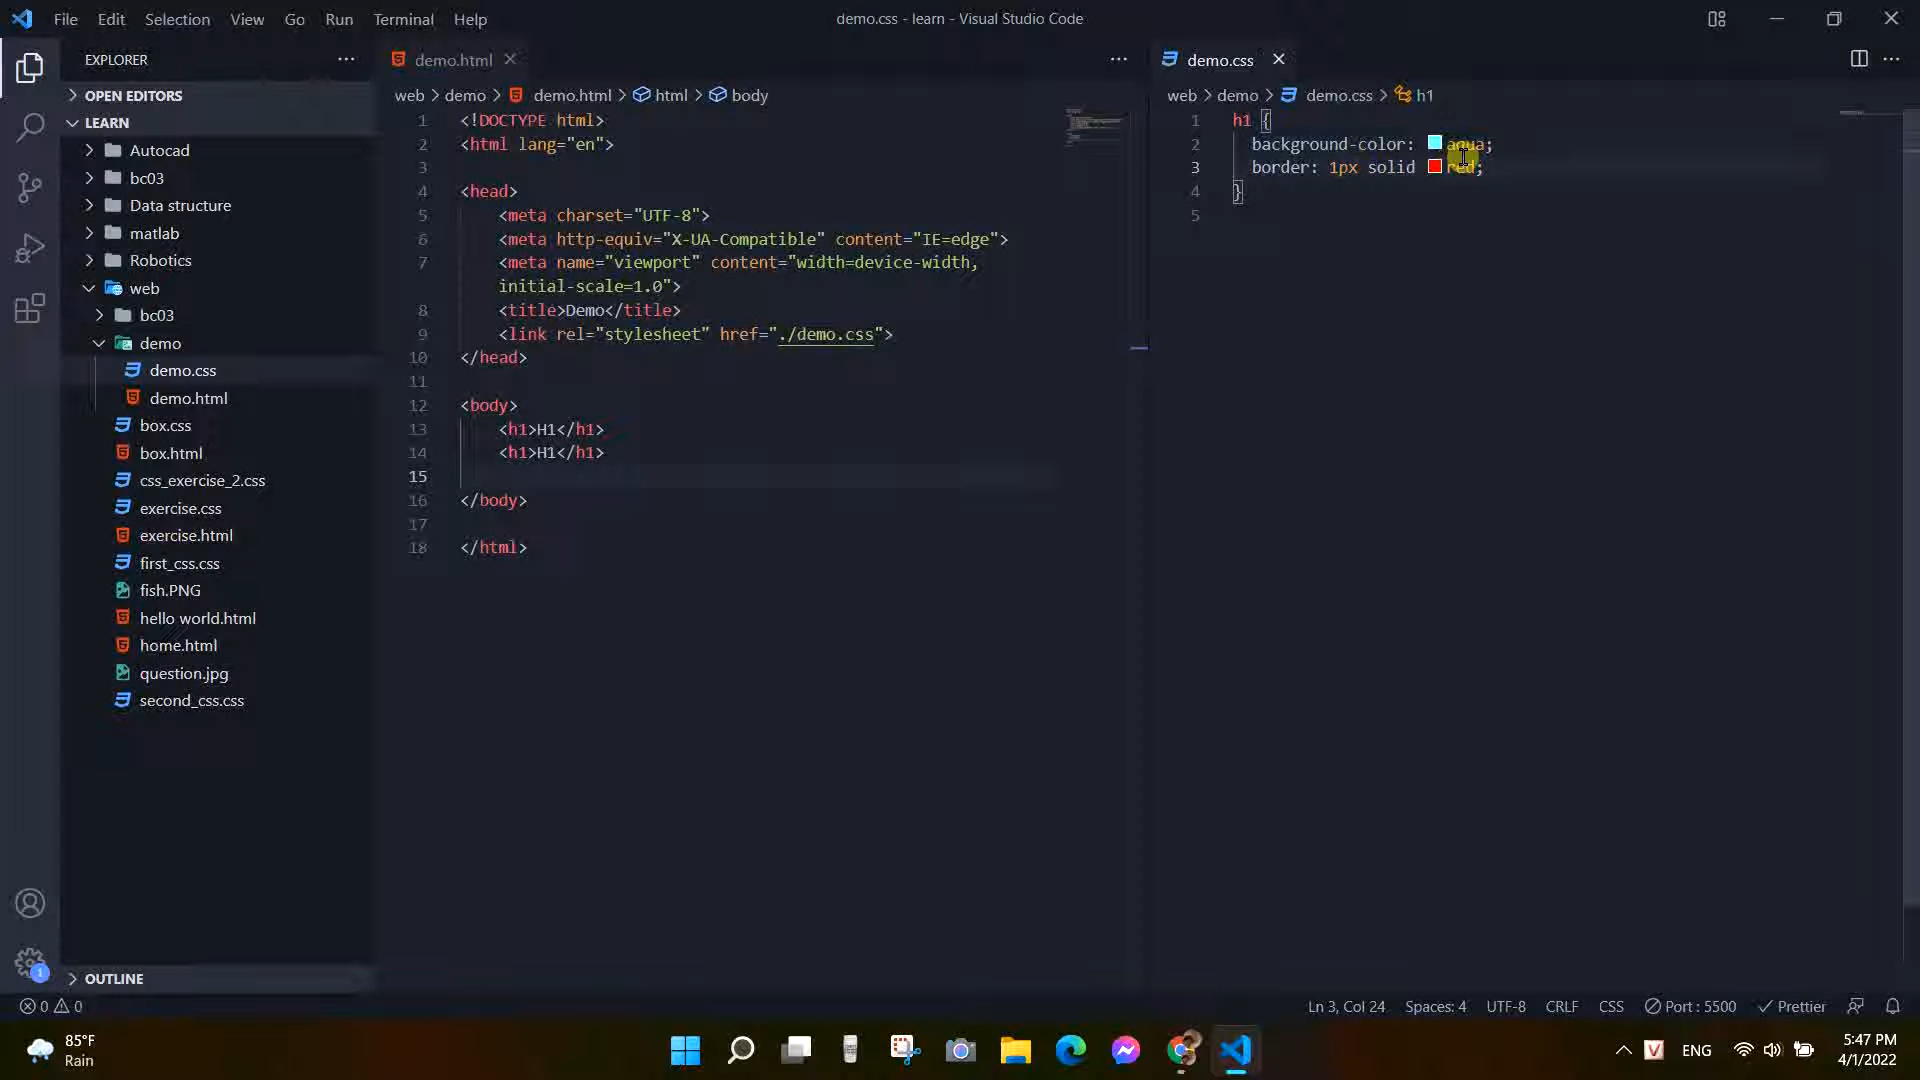 File Edit Selection View Go Run Terminal Help
demo.css - learn - Visual Studio Code
EXPLORER
OPEN EDITORS
LEARN
Autocad
bc03
Data structure
matlab
Robotics
web
bc03
demo
demo.css
demo.html
box.css
box.html
css_exercise_2.css
exercise.css
exercise.html
first_css.css
fish.PNG
hello world.html
home.html
question.jpg
second_css.css
OUTLINE
demo.html
web > demo > demo.html > html > body
1 <!DOCTYPE html>
2 <html lang="en">
3
4 <head>
5 <meta charset="UTF-8">
6 <meta http-equiv="X-UA-Compatible" content="IE=edge">
7 <meta name="viewport" content="width=device-width,
initial-scale=1.0">
8 <title>Demo</title>
9 <link rel="stylesheet" href="./demo.css">
10 </head>
11
12 <body>
13 <h1>H1</h1>
14 <h1>H1</h1>
15
16 </body>
17
18 </html>
demo.css
web > demo > demo.css > h1
1 h1 {
2 background-color: aqua;
3 border: 1px solid red;
4 }
5
1
0 0
Ln 3, Col 24 Spaces: 4 UTF-8 CRLF CSS Port : 5500 Prettier
85°F
Rain
V ENG
5:47 PM
4/1/2022